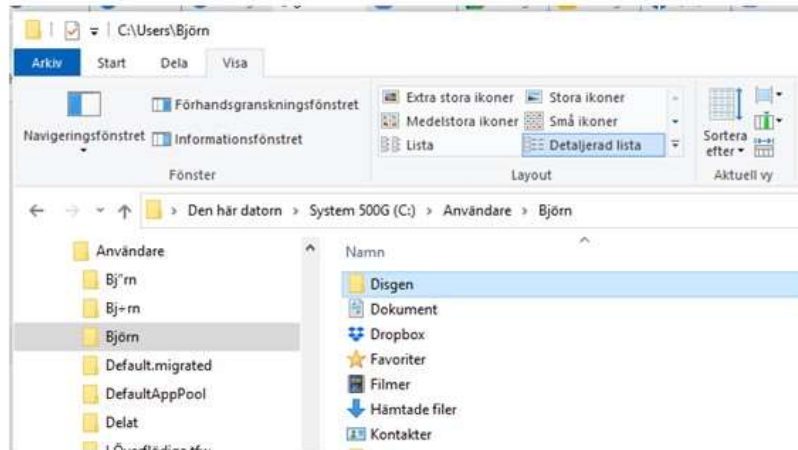 C:\Users\Björn
Arkiv Start Dela Visa
Navigeringsfönstret
Förhandsgranskningsfönstret
Informationsfönstret
Fönster
Extra stora ikoner Stora ikoner
Medelstora ikoner Små ikoner
Lista Detaljerad lista
Layout
Sortera
efter
Aktuell vy
Den här datorn > System 500G (C:) > Användare > Björn
Användare
Bj"rn
Bj÷rn
Björn
Default.migrated
DefaultAppPool
Delat
Namn
Disgen
Dokument
Dropbox
Favoriter
Filmer
Hämtade filer
Kontakter